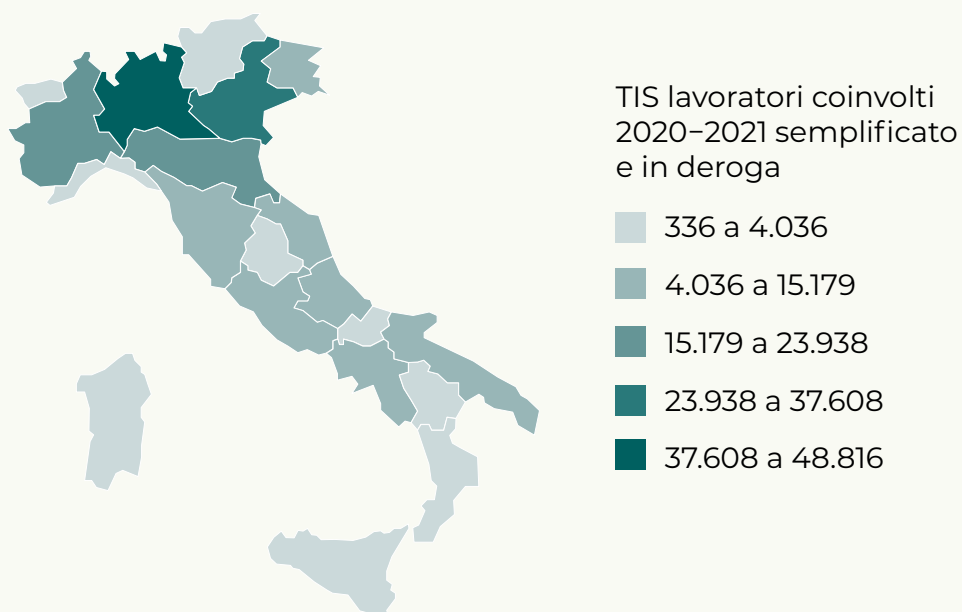 TIS lavoratori coinvolti
2020–2021 semplificato
e in deroga
336 a 4.036
4.036 a 15.179
15.179 a 23.938
23.938 a 37.608
37.608 a 48.816